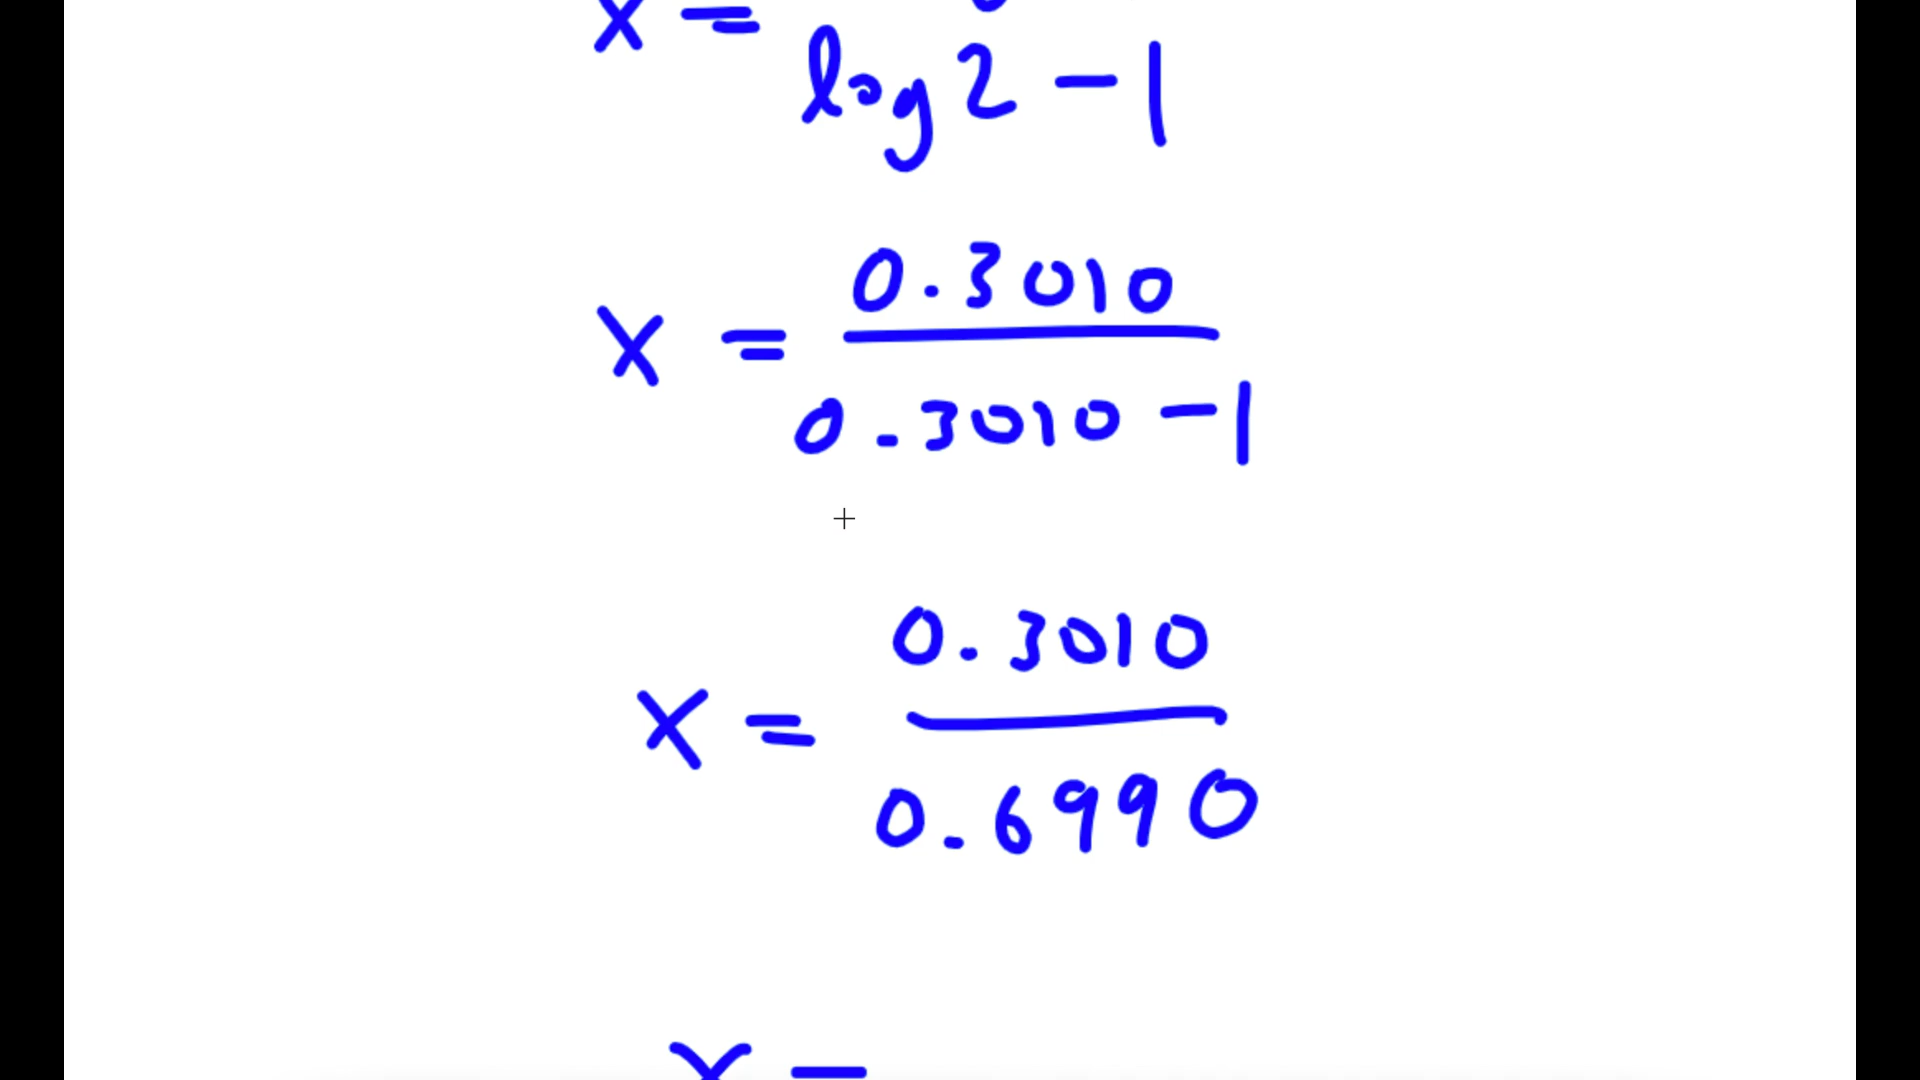 x =
log 2 - 1
x = 0.3010
0.3010 - 1
x = 0.3010
0.6990
x =